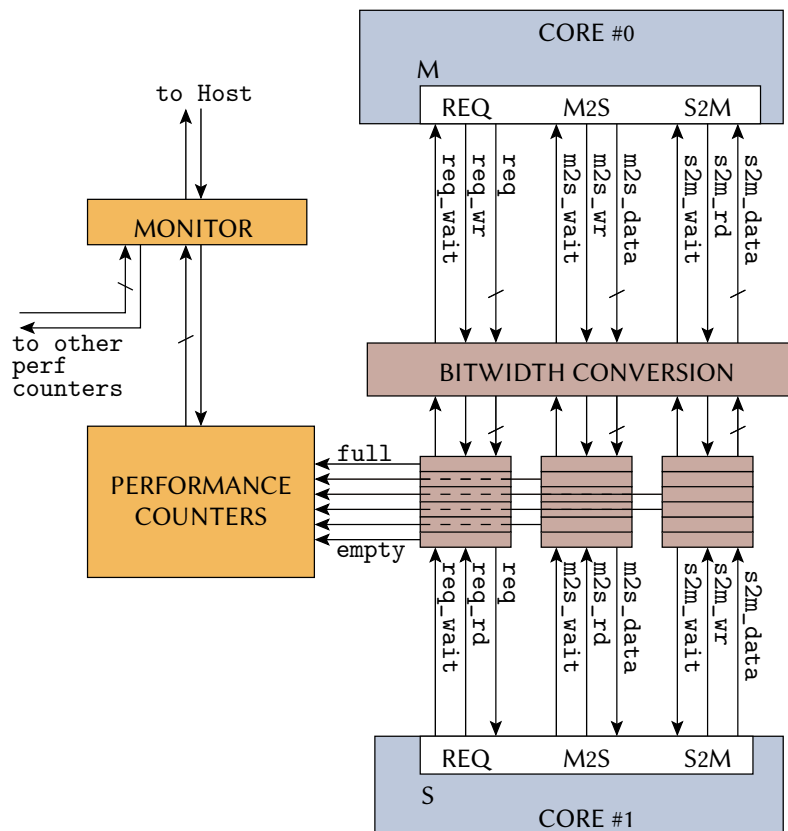 CORE #0
M
REQ M2S S2M
to Host
req_wait
req_wr
req
m2s_wait
m2s_wr
m2s_data
s2m_wait
s2m_rd
s2m_data
MONITOR
to other
perf
counters
BITWIDTH CONVERSION
full
PERFORMANCE
COUNTERS
empty
req_wait
req_rd
req
m2s_wait
m2s_rd
m2s_data
s2m_wait
s2m_wr
s2m_data
REQ M2S S2M
S
CORE #1